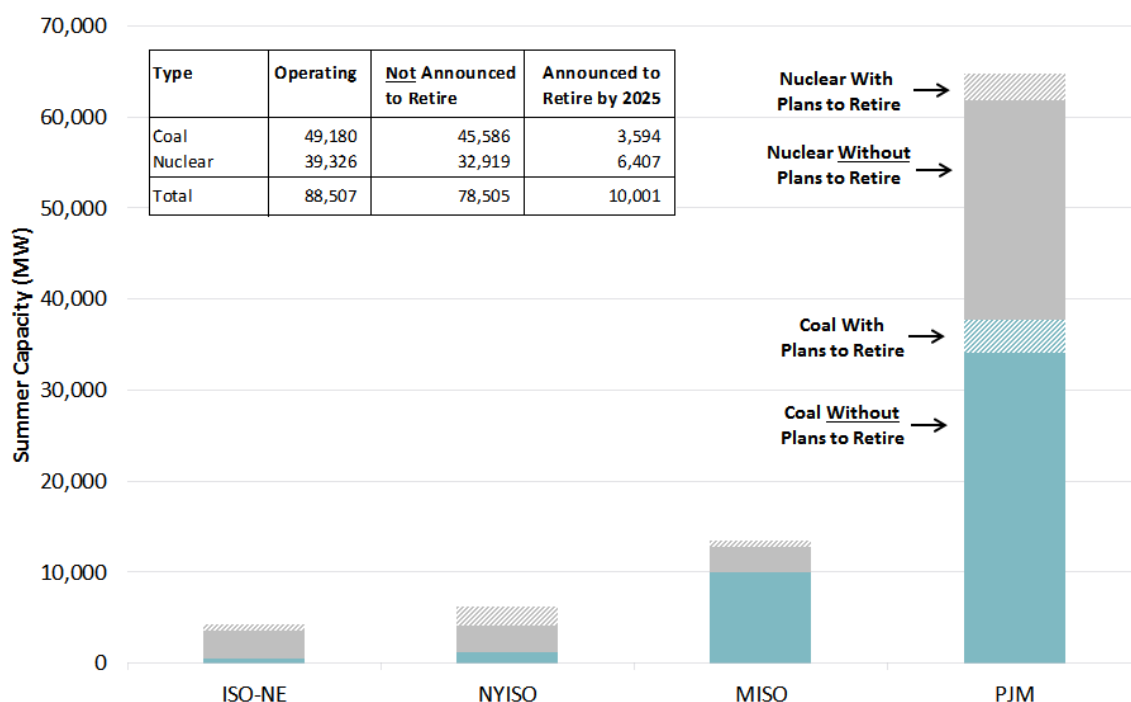 70,000
60,000
50,000
40,000
30,000
20,000
10,000
0
Summer Capacity (MW)
Type Operating Not Announced to Retire Announced to Retire by 2025
Coal 49,180 45,586 3,594
Nuclear 39,326 32,919 6,407
Total 88,507 78,505 10,001
Nuclear With
Plans to Retire
Nuclear Without
Plans to Retire
Coal With
Plans to Retire
Coal Without
Plans to Retire
ISO-NE NYISO MISO PJM